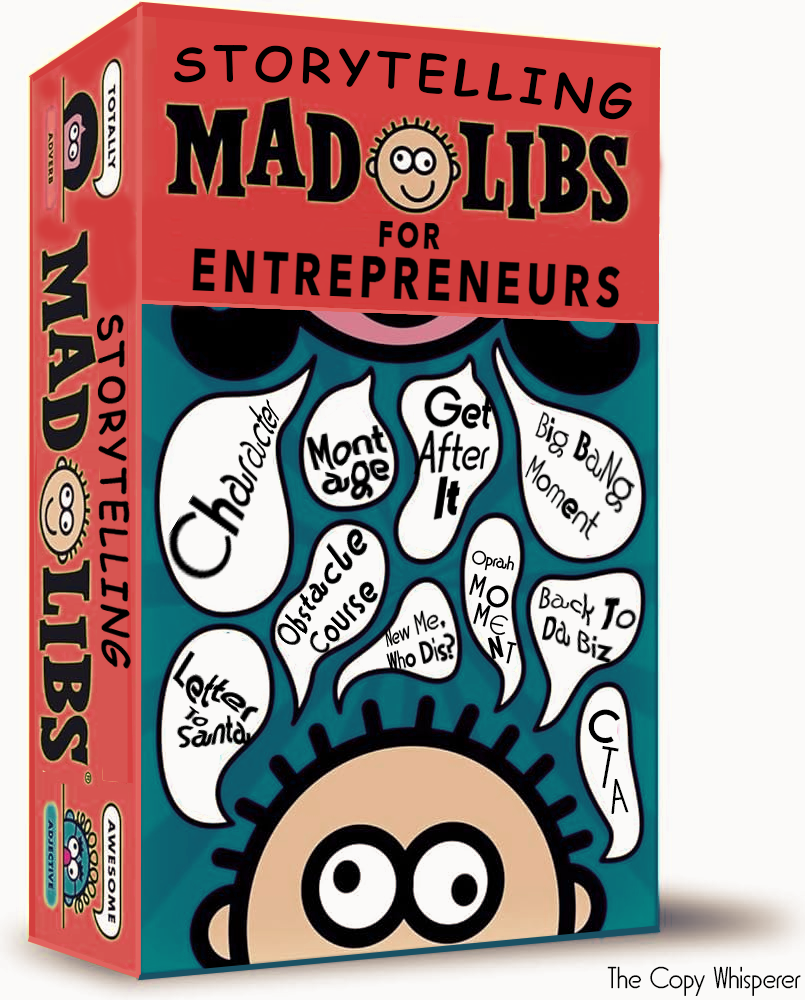 STORYTELLING
MAD LIBS
FOR
ENTREPRENEURS
Character
Mont
age
Get
After
It
Big BaNg
Moment
Obstacle
Course
New Me,
Who Dis?
Oprah
MOMENT
Back To
Da Biz
Letter
To
Santa
CTA
TOTALLY
ADVERB
MAD LIBS®
STORYTELLING
AWESOME
ADJECTIVE
The Copy Whisperer